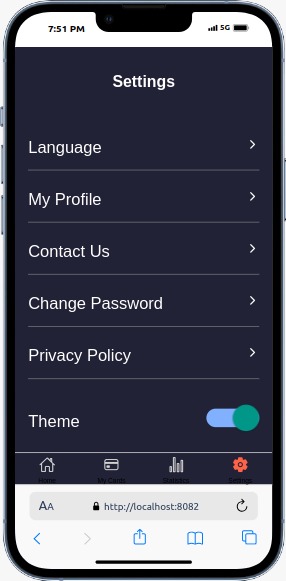 7:51 PM
5G
Settings
Language
My Profile
Contact Us
Change Password
Privacy Policy
Theme
Home
My Cards
Statistics
Settings
AA
http://localhost:8082